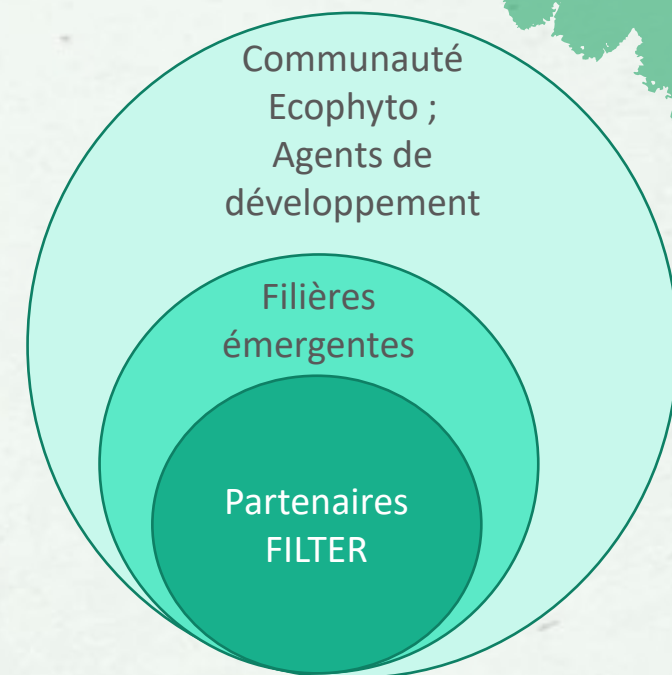 Communauté
Ecophyto ;
Agents de
développement
Filières
émergentes
Partenaires
FILTER